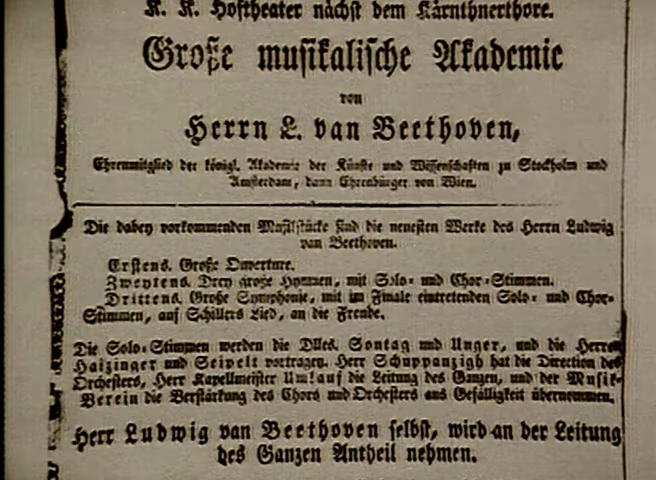 K. K. Hoftheater nächst dem Kärnthnerthore.
Große musikalische Akademie
von
Herrn L. van Beethoven,
Ehrenmitglied der königl. Akademie der Künste und Wissenschaften zu Stockholm und
Amsterdam, dann Ehrenbürger von Wien.
Die dabey vorkommenden Musikstücke sind die neuesten Werke des Herrn Ludwig
van Beethoven.
Erstens. Große Ouverture.
Zweytens. Drey große Hymnen, mit Solo- und Chor-Stimmen.
Drittens. Große Symphonie, mit im Finale eintretenden Solo- und Chor-
Stimmen, auf Schillers Lied, an die Freude.
Die Solo-Stimmen werden die Dlles. Sontag und Unger, und die Herren
Haizinger und Seipelt vortragen. Herr Schuppanzigh hat die Direction des
Orchesters, Herr Kapellmeister Umlauf die Leitung des Ganzen, und der Musik-
Verein die Verstärkung des Chors und Orchesters aus Gefälligkeit übernommen.
Herr Ludwig van Beethoven selbst, wird an der Leitung
des Ganzen Antheil nehmen.